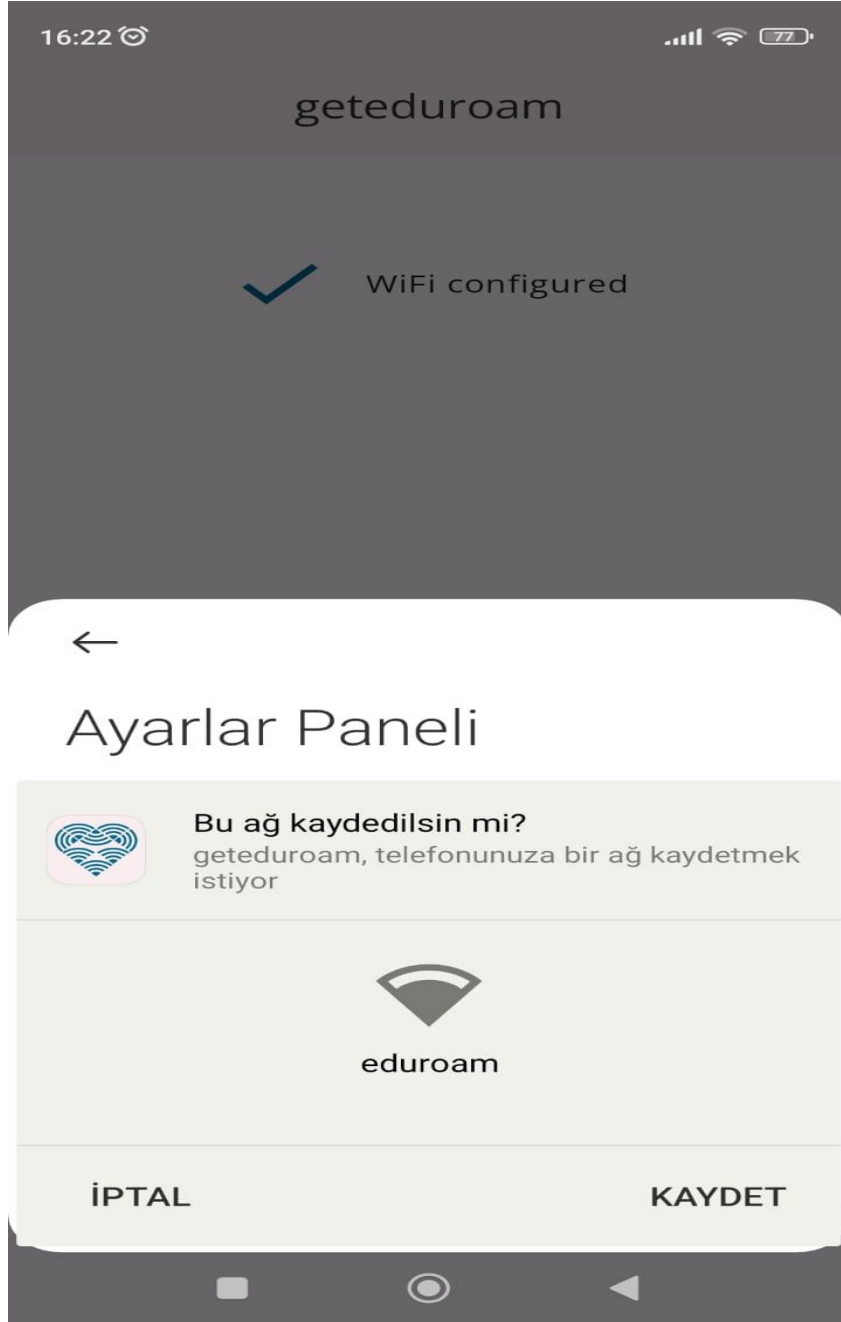 16:22
77
geteduroam
WiFi configured
Ayarlar Paneli
Bu ağ kaydedilsin mi?
geteduroam, telefonunuza bir ağ kaydetmek
istiyor
eduroam
İPTAL KAYDET